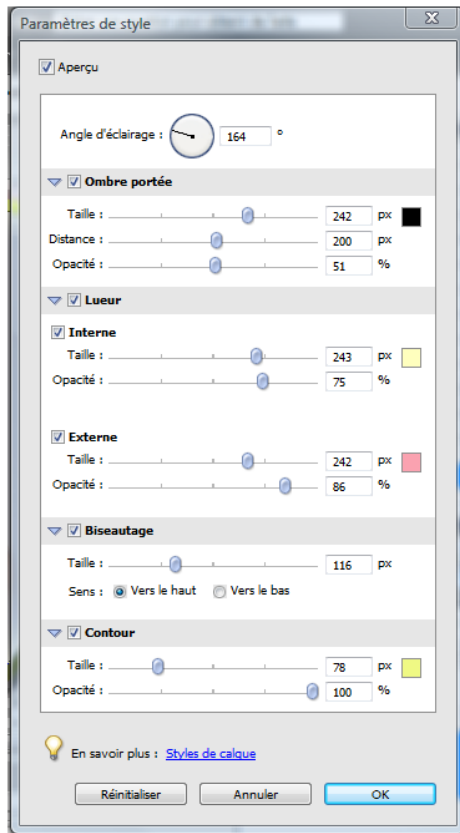 Paramètres de style
Aperçu
Angle d'éclairage : 164 °
Ombre portée
Taille : 242 px
Distance : 200 px
Opacité : 51 %
Lueur
Interne
Taille : 243 px
Opacité : 75 %
Externe
Taille : 242 px
Opacité : 86 %
Biseautage
Taille : 116 px
Sens : Vers le haut Vers le bas
Contour
Taille : 78 px
Opacité : 100 %
En savoir plus : Styles de calque
Réinitialiser Annuler OK